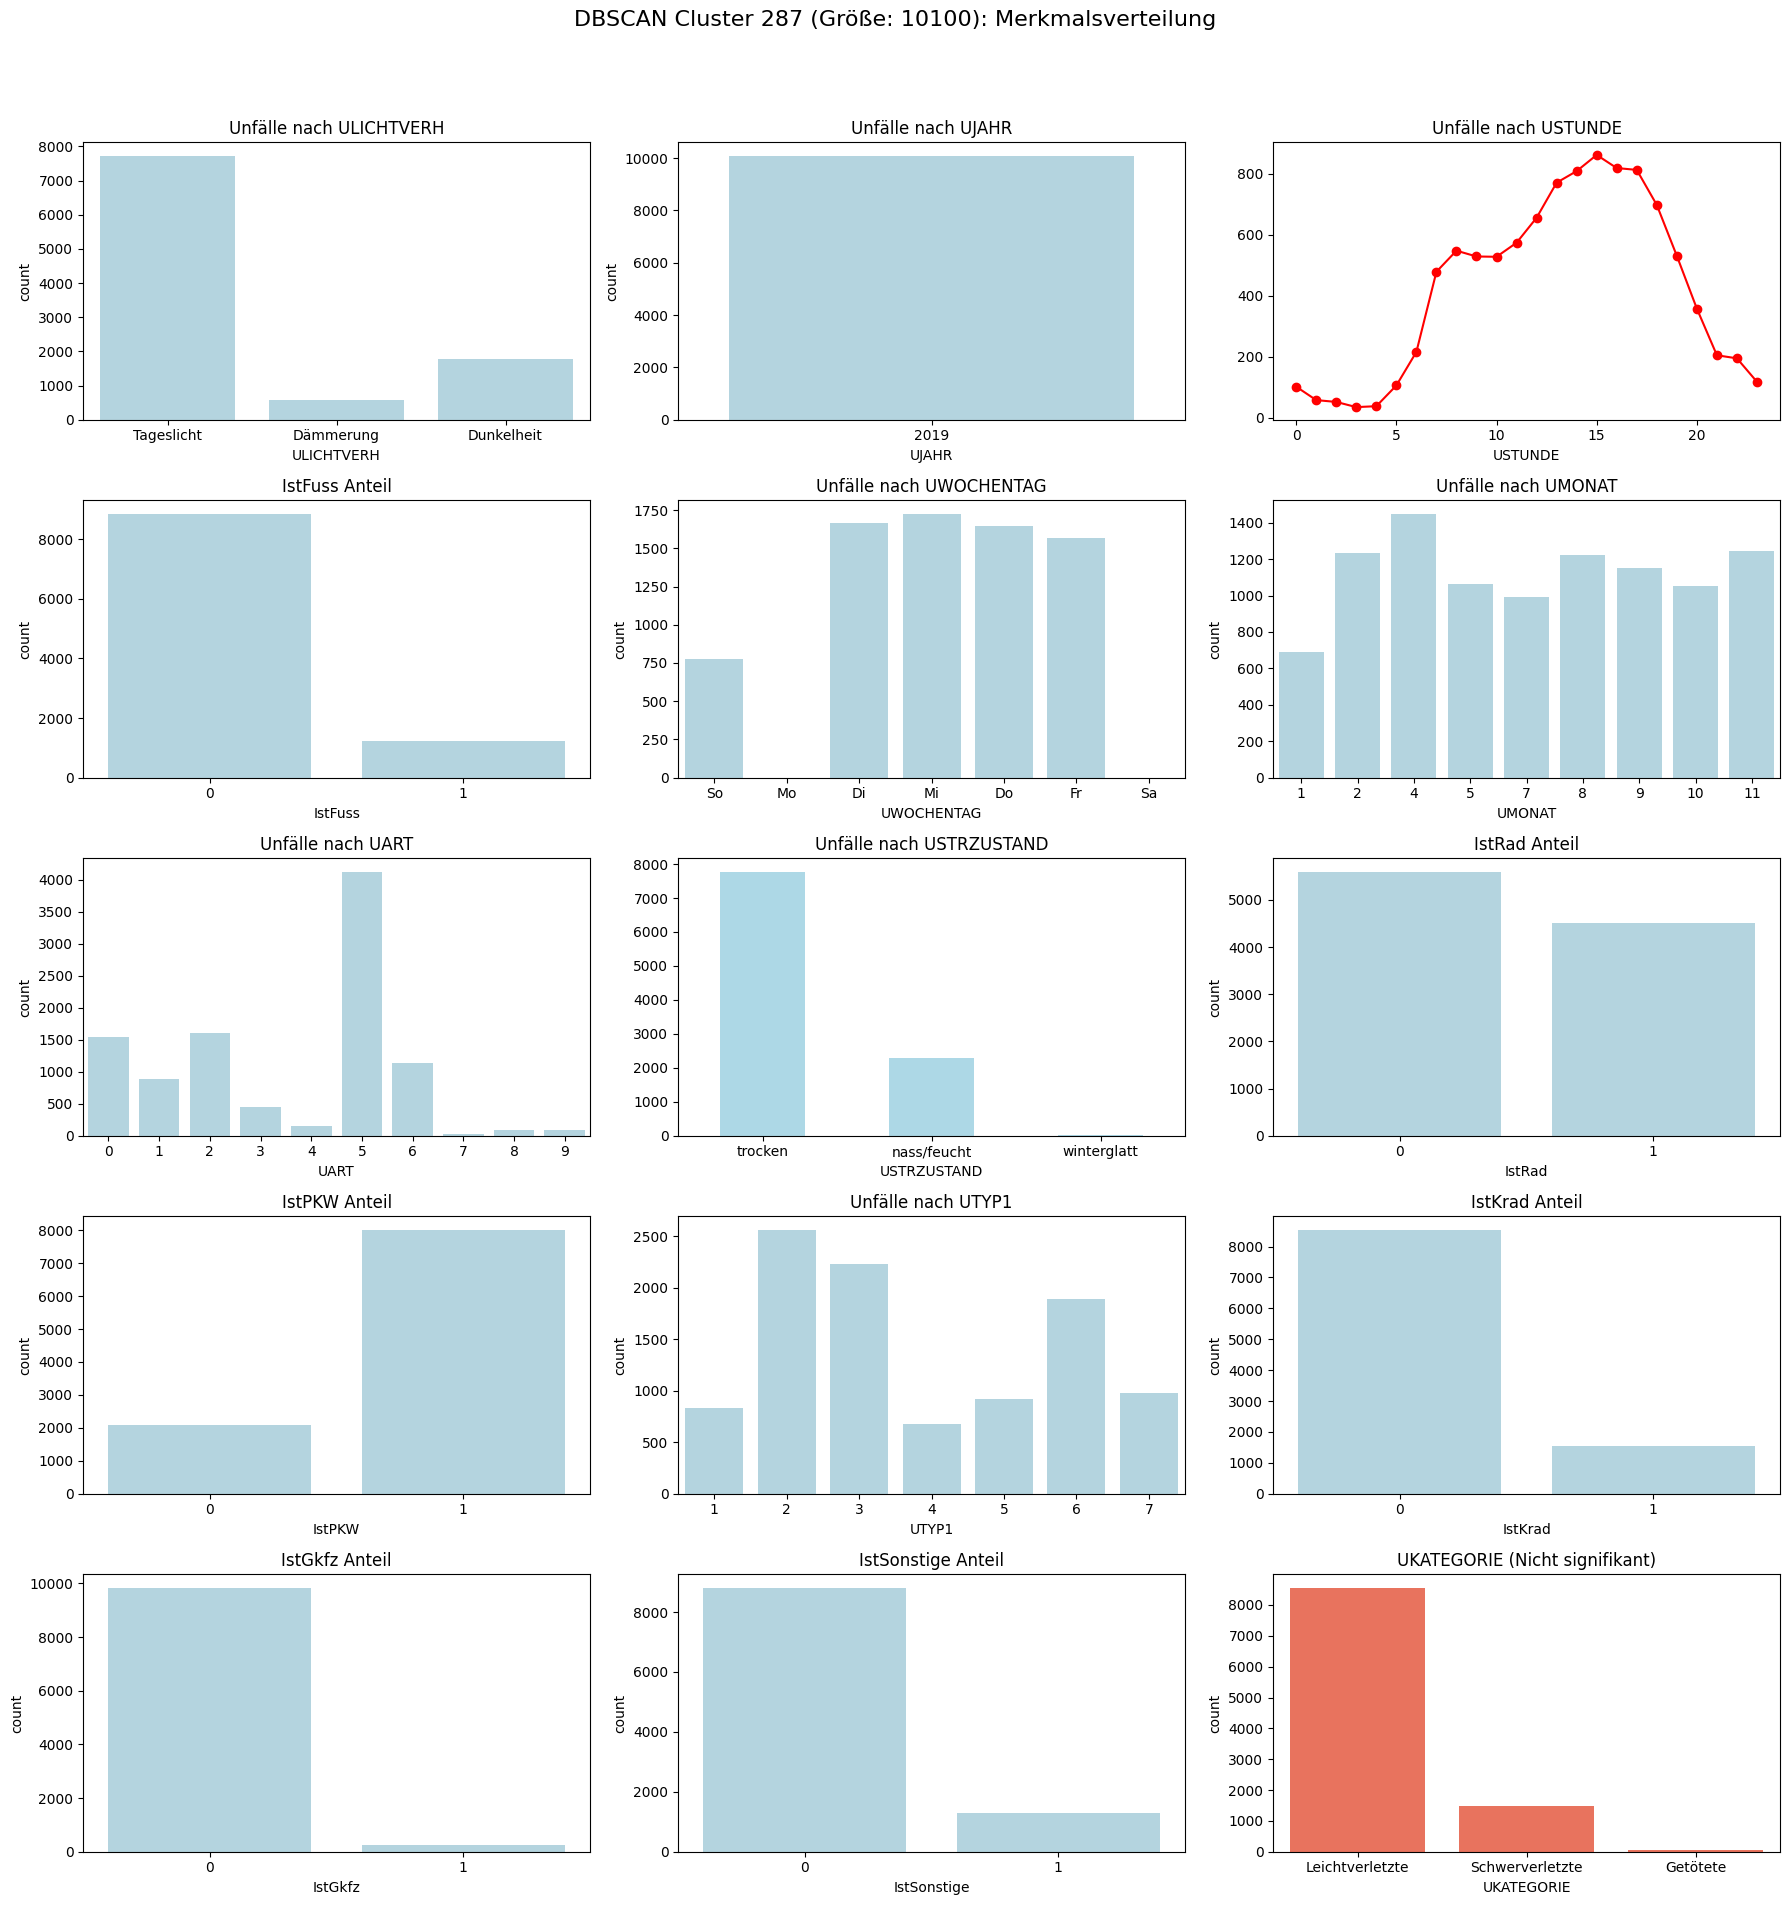 DBSCAN Cluster 287 (Größe: 10100): Merkmalsverteilung
Unfälle nach ULICHTVERH
8000
7000
6000
5000
4000
3000
2000
1000
0
count
Tageslicht Dämmerung Dunkelheit
ULICHTVERH
Unfälle nach UJAHR
10000
8000
6000
4000
2000
0
count
2019
UJAHR
Unfälle nach USTUNDE
800
600
400
200
0
0 5 10 15 20
USTUNDE
IstFuss Anteil
8000
6000
4000
2000
0
count
0 1
IstFuss
Unfälle nach UWOCHENTAG
1750
1500
1250
1000
750
500
250
0
count
So Mo Di Mi Do Fr Sa
UWOCHENTAG
Unfälle nach UMONAT
1400
1200
1000
800
600
400
200
0
count
1 2 4 5 7 8 9 10 11
UMONAT
Unfälle nach UART
4000
3500
3000
2500
2000
1500
1000
500
0
count
0 1 2 3 4 5 6 7 8 9
UART
Unfälle nach USTRZUSTAND
8000
7000
6000
5000
4000
3000
2000
1000
0
trocken nass/feucht winterglatt
USTRZUSTAND
IstRad Anteil
5000
4000
3000
2000
1000
0
count
0 1
IstRad
IstPKW Anteil
8000
7000
6000
5000
4000
3000
2000
1000
0
count
0 1
IstPKW
Unfälle nach UTYP1
2500
2000
1500
1000
500
0
count
1 2 3 4 5 6 7
UTYP1
IstKrad Anteil
8000
7000
6000
5000
4000
3000
2000
1000
0
count
0 1
IstKrad
IstGkfz Anteil
10000
8000
6000
4000
2000
0
count
0 1
IstGkfz
IstSonstige Anteil
8000
6000
4000
2000
0
count
0 1
IstSonstige
UKATEGORIE (Nicht signifikant)
8000
7000
6000
5000
4000
3000
2000
1000
0
count
Leichtverletzte Schwerverletzte Getötete
UKATEGORIE